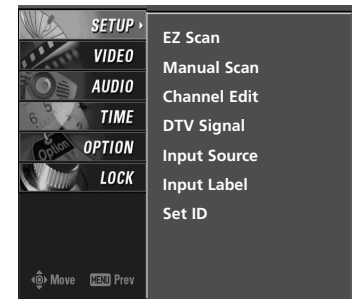 SETUP
VIDEO
AUDIO
TIME
OPTION
LOCK
EZ Scan
Manual Scan
Channel Edit
DTV Signal
Input Source
Input Label
Set ID
Option
Move MENU Prev